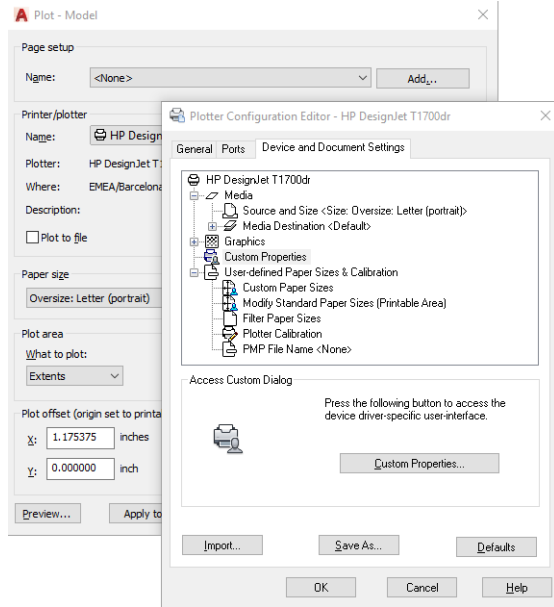 Plot - Model
Page setup
Name:
<None>
Add...
Printer/plotter
Name:
HP Design
Plotter:
HP DesignJet T1
Where:
EMEA/Barcelona
Description:
Plot to file
Paper size
Oversize: Letter (portrait)
Plot area
What to plot:
Extents
Plot offset (origin set to printa
X:
1.175375
inches
Y:
0.000000
inch
Preview...
Apply to
Plotter Configuration Editor - HP DesignJet T1700dr
General
Ports
Device and Document Settings
HP DesignJet T1700dr
Media
Source and Size <Size: Oversize: Letter (portrait)>
Media Destination <Default>
Graphics
Custom Properties
User-defined Paper Sizes & Calibration
Custom Paper Sizes
Modify Standard Paper Sizes (Printable Area)
Filter Paper Sizes
Plotter Calibration
PMP File Name <None>
Access Custom Dialog
Press the following button to access the
device driver-specific user-interface.
Custom Properties...
Import...
Save As...
Defaults
OK
Cancel
Help